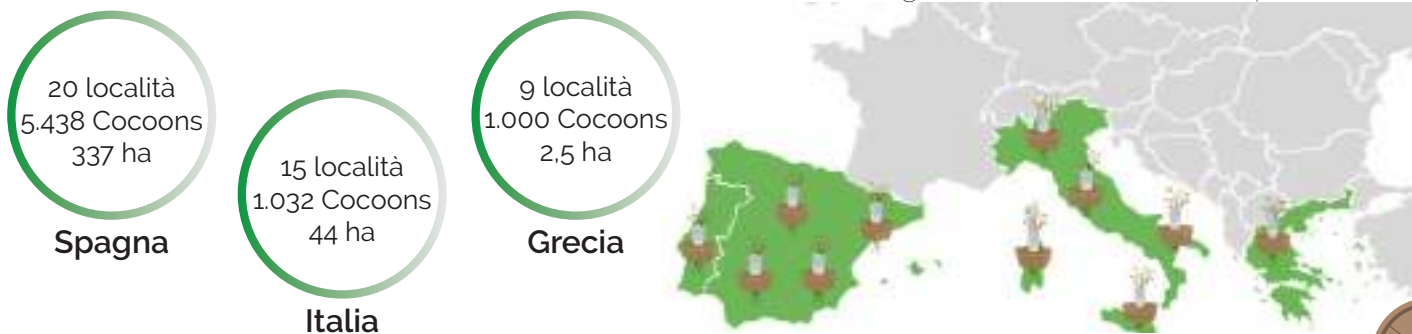 20 località
5.438 Cocoons
337 ha
Spagna
15 località
1.032 Cocoons
44 ha
Italia
9 località
1.000 Cocoons
2,5 ha
Grecia